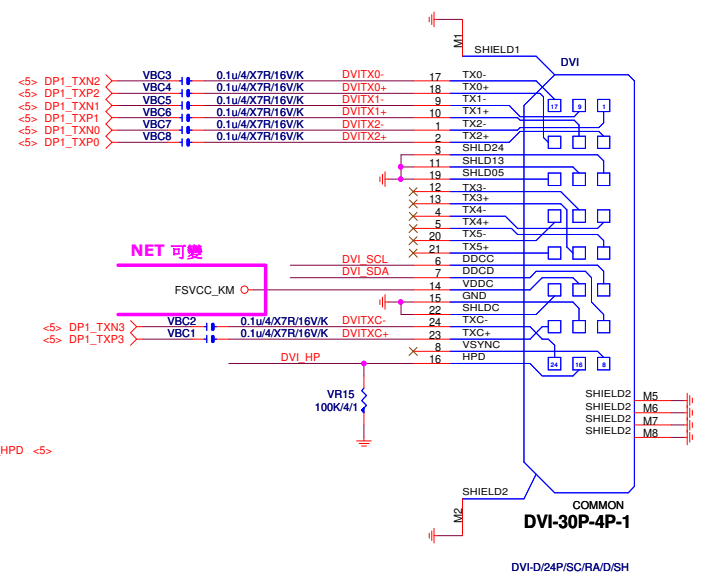 M1
SHIELD1
DVI
<5> DP1_TXN2 VBC3 0.1u/4/X7R/16V/K DVITX0- 17 TX0-
<5> DP1_TXP2 VBC4 0.1u/4/X7R/16V/K DVITX0+ 18 TX0+
<5> DP1_TXN1 VBC5 0.1u/4/X7R/16V/K DVITX1- 9 TX1-
<5> DP1_TXP1 VBC6 0.1u/4/X7R/16V/K DVITX1+ 10 TX1+
<5> DP1_TXN0 VBC7 0.1u/4/X7R/16V/K DVITX2- 1 TX2-
<5> DP1_TXP0 VBC8 0.1u/4/X7R/16V/K DVITX2+ 2 TX2+
17 9 1
3 SHLD24
11 SHLD13
19 SHLD05
12 TX3-
13 TX3+
4 TX4-
5 TX4+
20 TX5-
21 TX5+
NET 可變
DVI_SCL 6 DDCC
DVI_SDA 7 DDCD
FSVCC_KM 14 VDDC
15 GND
22 SHLDC
<5> DP1_TXN3 VBC2 0.1u/4/X7R/16V/K DVITXC- 24 TXC-
<5> DP1_TXP3 VBC1 0.1u/4/X7R/16V/K DVITXC+ 23 TXC+
8 VSYNC
DVI_HP 16 HPD
24 16 8
VR15
100K/4/1
SHIELD2 M5
SHIELD2 M6
SHIELD2 M7
SHIELD2 M8
_HPD <5>
SHIELD2
M2
COMMON
DVI-30P-4P-1
DVI-D/24P/SC/RA/D/SH